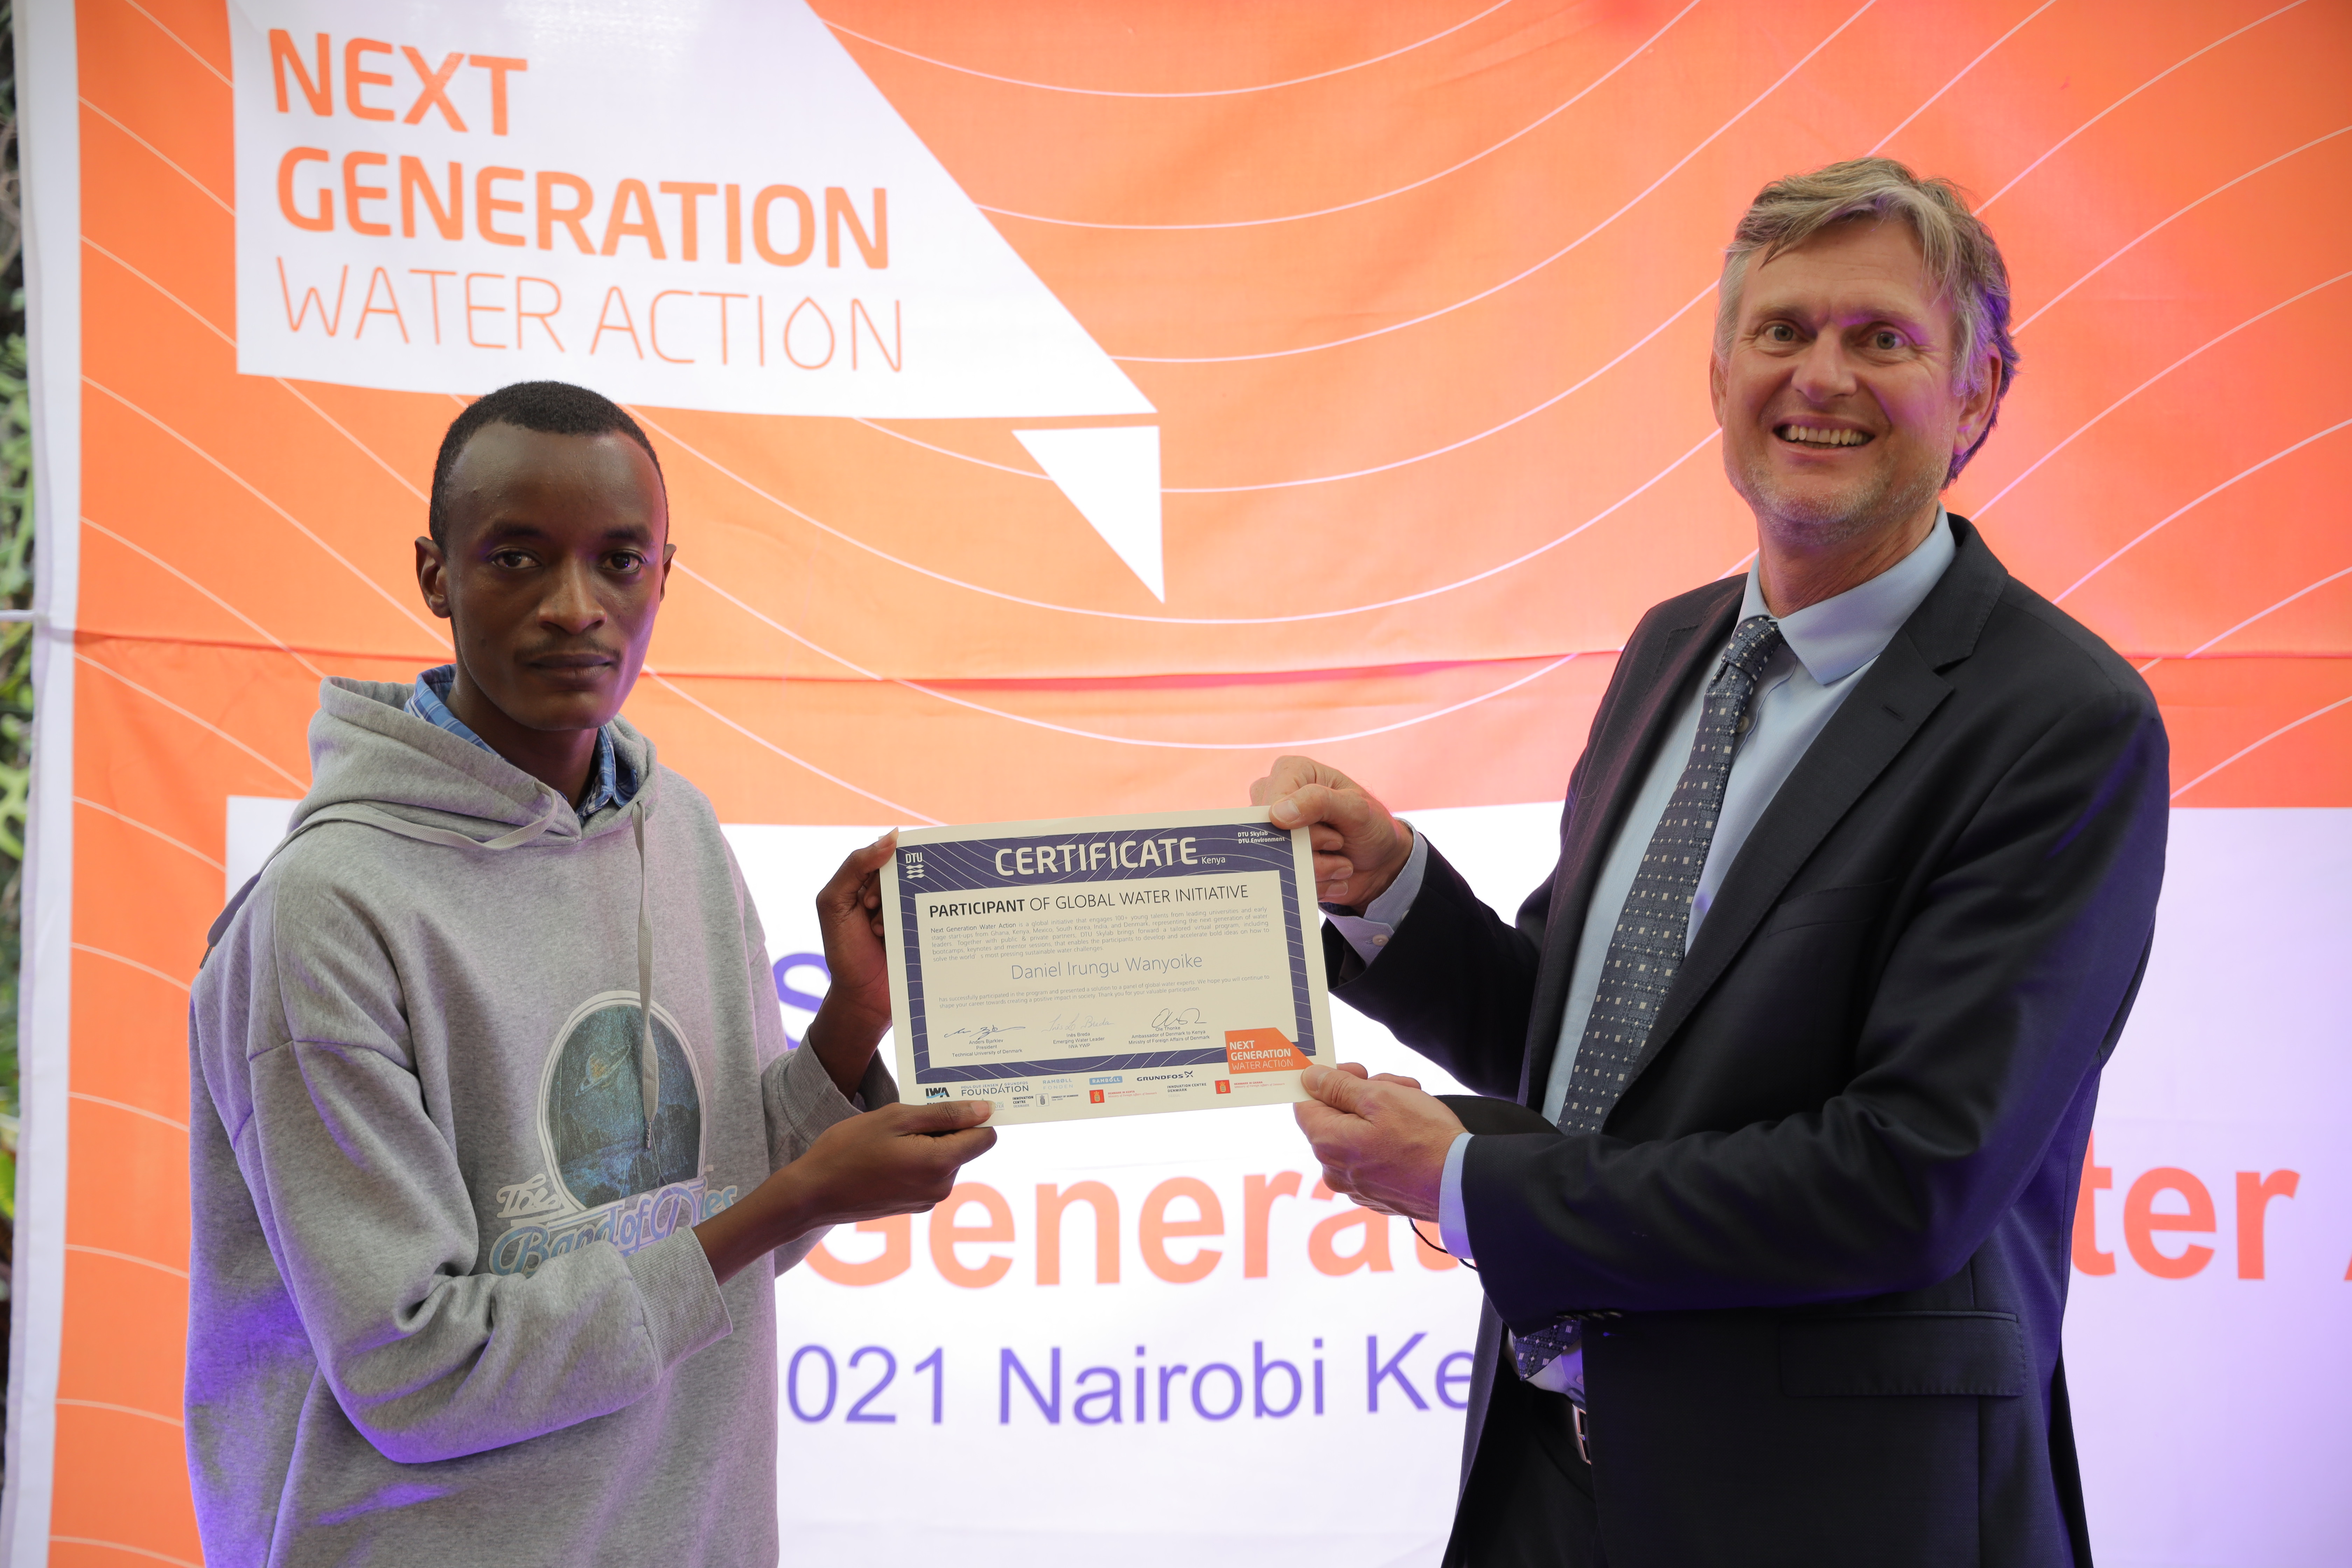 NEXT
GENERATION
WATER ACTION
DTU
CERTIFICATE Kenya
DTU Skylab
DTU Environment
PARTICIPANT OF GLOBAL WATER INITIATIVE
Next Generation Water Action is a global initiative that engages 100+ young talents from leading universities and early
stage start-ups from Ghana, Kenya, Mexico, South Korea, India, and Denmark, representing the next generation of water
leaders. Together with public & private partners, DTU Skylab brings forward a tailored virtual program, including
bootcamps, keynotes and mentor sessions, that enables the participants to develop and accelerate bold ideas on how to
solve the world's most pressing sustainable water challenges.
Daniel Irungu Wanyoike
has successfully participated in the program and presented a solution to a panel of global water experts. We hope you will continue to
shape your career towards creating a positive impact in society. Thank you for your valuable participation.
Anders Bjarklev
President
Technical University of Denmark
Inês Breda
Emerging Water Leader
IWA YWP
Ole Thonke
Ambassador of Denmark to Kenya
Ministry of Foreign Affairs of Denmark
NEXT
GENERATION
WATER ACTION
IWA
FOUNDATION
RAMBOLL
FONDEN
RAMBOLL
GRUNDFOS
INNOVATION CENTRE
DENMARK
INNOVATION
CENTRE
The
Band of
s
Genera ter
021 Nairobi Ke